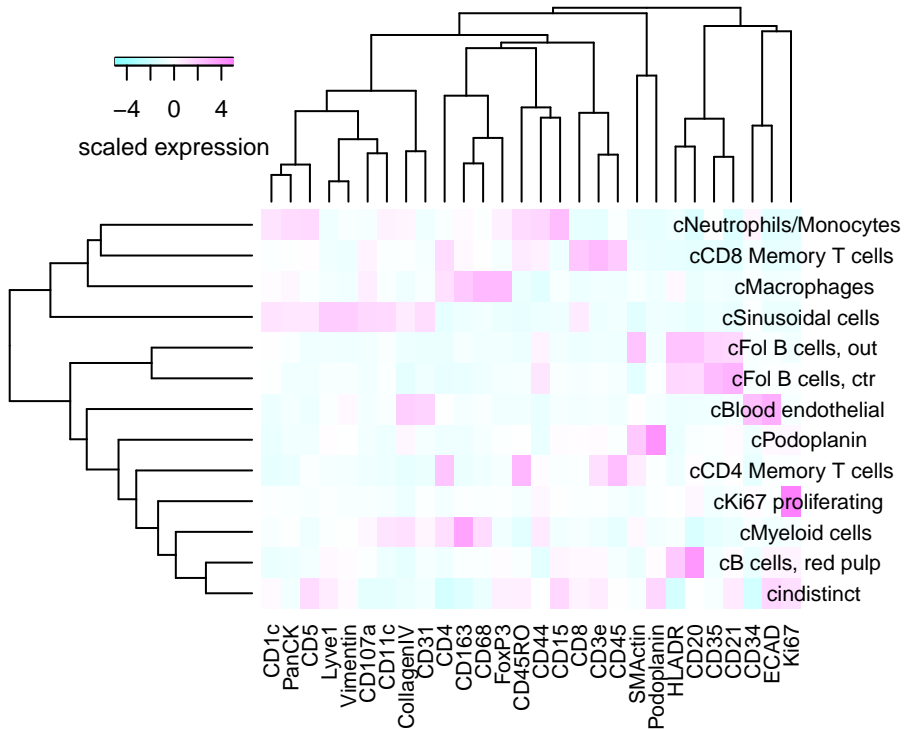 −4 0 4
scaled expression
cNeutrophils/Monocytes
cCD8 Memory T cells
cMacrophages
cSinusoidal cells
cFol B cells, out
cFol B cells, ctr
cBlood endothelial
cPodoplanin
cCD4 Memory T cells
cKi67 proliferating
cMyeloid cells
cB cells, red pulp
cindistinct
CD1c
PanCK
CD5
Lyve1
Vimentin
CD107a
CD11c
CollagenIV
CD31
CD4
CD163
CD68
FoxP3
CD45RO
CD44
CD15
CD8
CD3e
CD45
SMActin
Podoplanin
HLADR
CD20
CD35
CD21
CD34
ECAD
Ki67